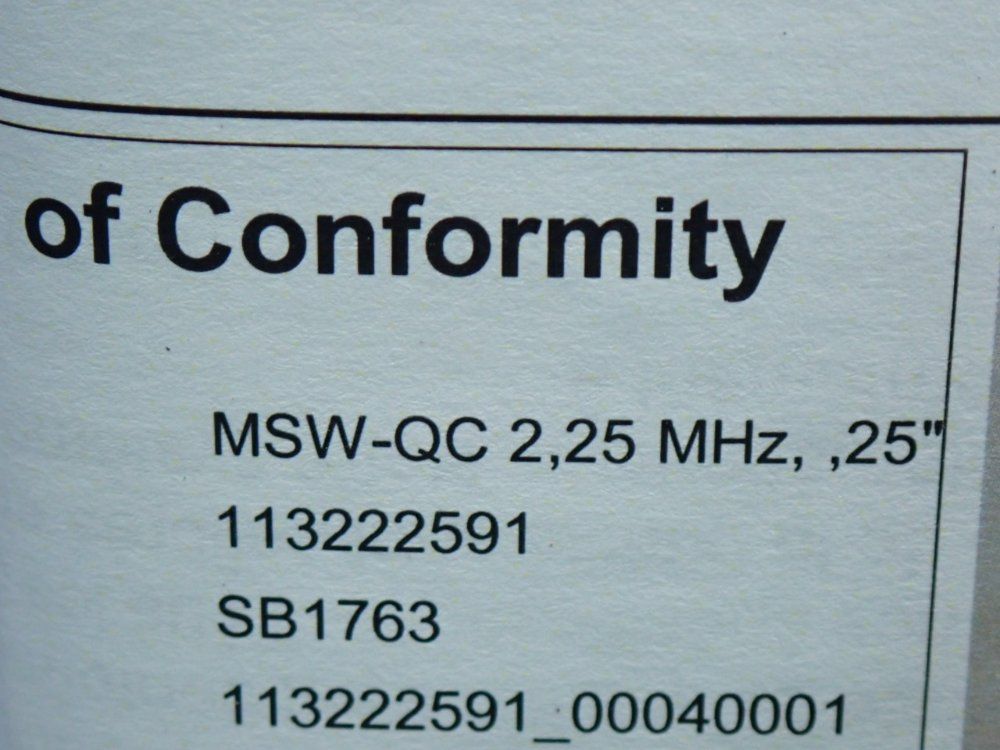 of Conformity
MSW-QC 2,25 MHz, ,25"
113222591
SB1763
113222591_00040001